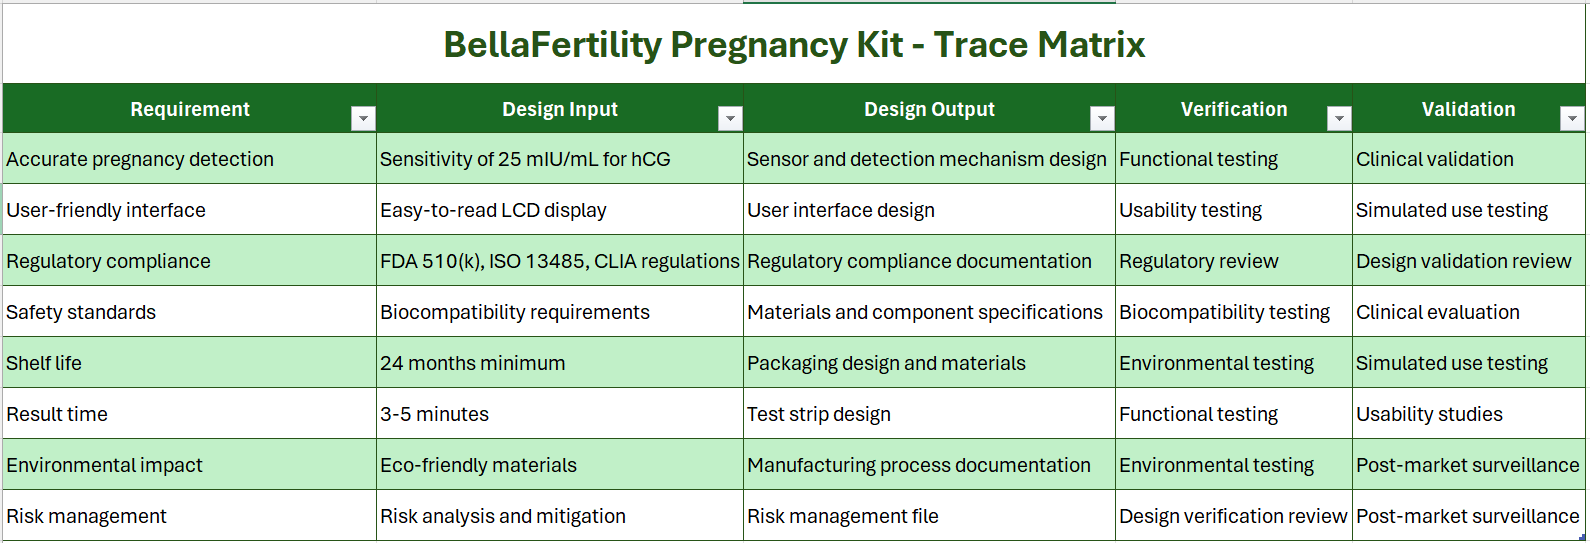 BellaFertility Pregnancy Kit - Trace Matrix
Requirement Design Input Design Output Verification Validation
Accurate pregnancy detection Sensitivity of 25 mIU/mL for hCG Sensor and detection mechanism design Functional testing Clinical validation
User-friendly interface Easy-to-read LCD display User interface design Usability testing Simulated use testing
Regulatory compliance FDA 510(k), ISO 13485, CLIA regulations Regulatory compliance documentation Regulatory review Design validation review
Safety standards Biocompatibility requirements Materials and component specifications Biocompatibility testing Clinical evaluation
Shelf life 24 months minimum Packaging design and materials Environmental testing Simulated use testing
Result time 3-5 minutes Test strip design Functional testing Usability studies
Environmental impact Eco-friendly materials Manufacturing process documentation Environmental testing Post-market surveillance
Risk management Risk analysis and mitigation Risk management file Design verification review Post-market surveillance